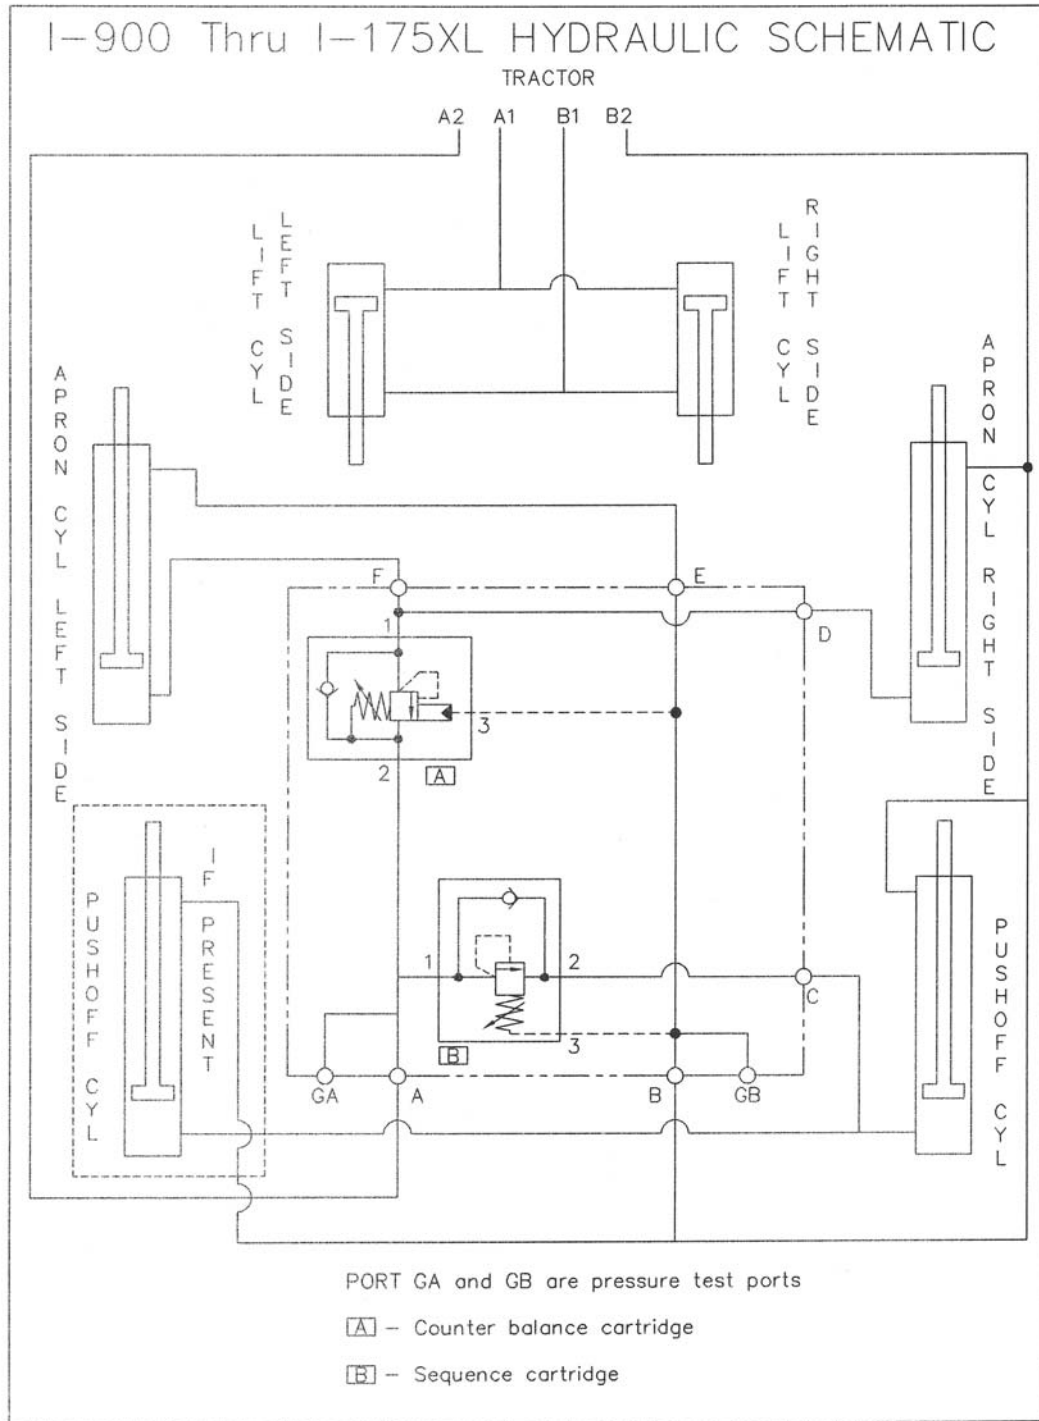 I-900 Thru I-175XL HYDRAULIC SCHEMATIC
TRACTOR
A2 A1 B1 B2
LEFT SIDE
LIFT CYL
RIGHT SIDE
LIFT CYL
APRON CYL LEFT SIDE
APRON CYL RIGHT SIDE
F
E
D
1
3
2
A
IF PRESENT
PUSHOFF CYL
PUSHOFF CYL
1
2
C
3
B
GA
A
B
GB
PORT GA and GB are pressure test ports
A - Counter balance cartridge
B - Sequence cartridge